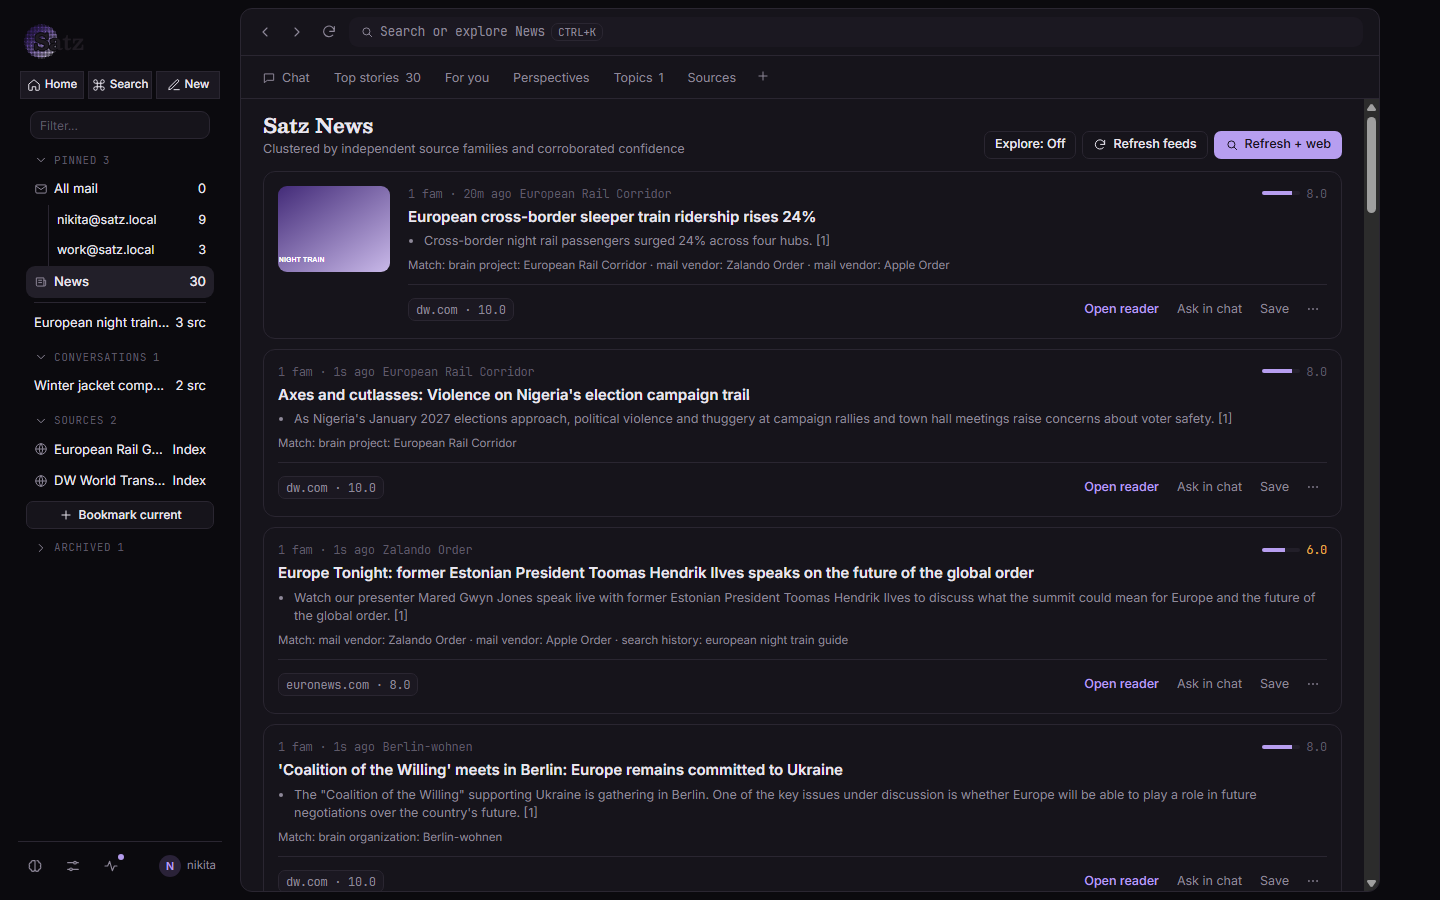 Satz
Home
Search
New
Filter...
PINNED 3
All mail 0
nikita@satz.local 9
work@satz.local 3
News 30
European night train... 3 src
CONVERSATIONS 1
Winter jacket comp... 2 src
SOURCES 2
European Rail G... Index
DW World Trans... Index
Bookmark current
ARCHIVED 1
N nikita
Search or explore News CTRL+K
Chat Top stories 30 For you Perspectives Topics 1 Sources +
Satz News
Clustered by independent source families and corroborated confidence
Explore: Off Refresh feeds Refresh + web
NIGHT TRAIN
1 fam · 20m ago European Rail Corridor 8.0
European cross-border sleeper train ridership rises 24%
• Cross-border night rail passengers surged 24% across four hubs. [1]
Match: brain project: European Rail Corridor · mail vendor: Zalando Order · mail vendor: Apple Order
dw.com · 10.0 Open reader Ask in chat Save ···
1 fam · 1s ago European Rail Corridor 8.0
Axes and cutlasses: Violence on Nigeria's election campaign trail
• As Nigeria's January 2027 elections approach, political violence and thuggery at campaign rallies and town hall meetings raise concerns about voter safety. [1]
Match: brain project: European Rail Corridor
dw.com · 10.0 Open reader Ask in chat Save ···
1 fam · 1s ago Zalando Order 6.0
Europe Tonight: former Estonian President Toomas Hendrik Ilves speaks on the future of the global order
• Watch our presenter Mared Gwyn Jones speak live with former Estonian President Toomas Hendrik Ilves to discuss what the summit could mean for Europe and the future of
the global order. [1]
Match: mail vendor: Zalando Order · mail vendor: Apple Order · search history: european night train guide
euronews.com · 8.0 Open reader Ask in chat Save ···
1 fam · 1s ago Berlin-wohnen 8.0
'Coalition of the Willing' meets in Berlin: Europe remains committed to Ukraine
• The "Coalition of the Willing" supporting Ukraine is gathering in Berlin. One of the key issues under discussion is whether Europe will be able to play a role in future
negotiations over the country's future. [1]
Match: brain organization: Berlin-wohnen
dw.com · 10.0 Open reader Ask in chat Save ···